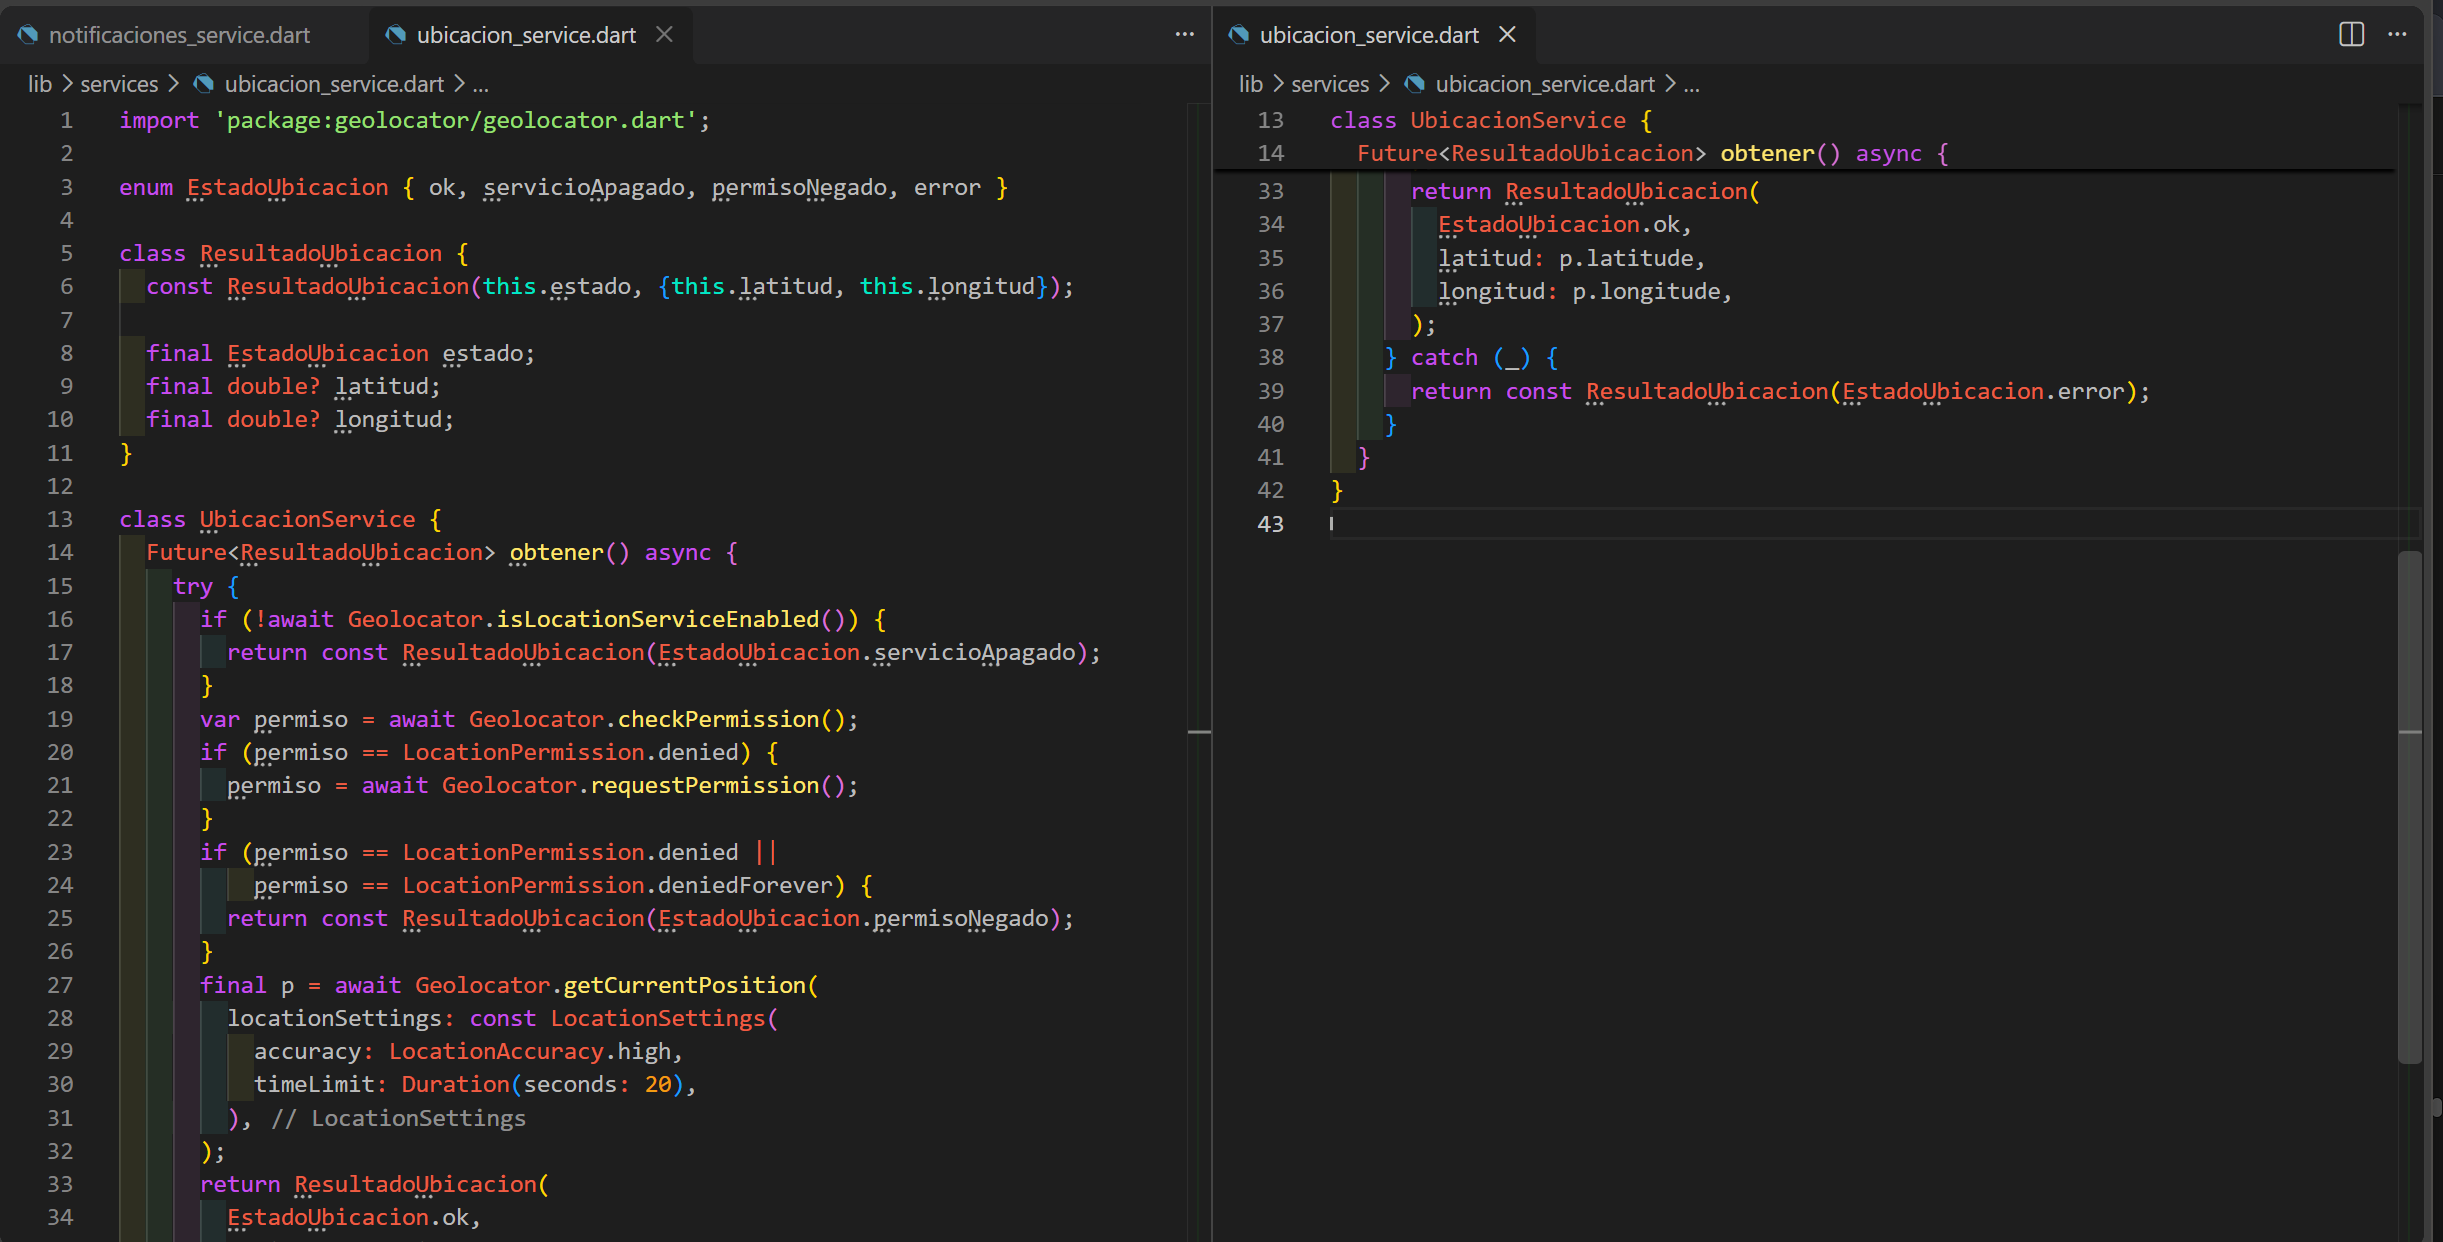 notificaciones_service.dart
ubicacion_service.dart
lib > services > ubicacion_service.dart > ...
1 import 'package:geolocator/geolocator.dart';
2
3 enum EstadoUbicacion { ok, servicioApagado, permisoNegado, error }
4
5 class ResultadoUbicacion {
6   const ResultadoUbicacion(this.estado, {this.latitud, this.longitud});
7
8   final EstadoUbicacion estado;
9   final double? latitud;
10   final double? longitud;
11 }
12
13 class UbicacionService {
14   Future<ResultadoUbicacion> obtener() async {
15     try {
16       if (!await Geolocator.isLocationServiceEnabled()) {
17         return const ResultadoUbicacion(EstadoUbicacion.servicioApagado);
18       }
19       var permiso = await Geolocator.checkPermission();
20       if (permiso == LocationPermission.denied) {
21         permiso = await Geolocator.requestPermission();
22       }
23       if (permiso == LocationPermission.denied ||
24           permiso == LocationPermission.deniedForever) {
25         return const ResultadoUbicacion(EstadoUbicacion.permisoNegado);
26       }
27       final p = await Geolocator.getCurrentPosition(
28         locationSettings: const LocationSettings(
29           accuracy: LocationAccuracy.high,
30           timeLimit: Duration(seconds: 20),
31         ), // LocationSettings
32       );
33       return ResultadoUbicacion(
34         EstadoUbicacion.ok,
ubicacion_service.dart
lib > services > ubicacion_service.dart > ...
13 class UbicacionService {
14   Future<ResultadoUbicacion> obtener() async {
33       return ResultadoUbicacion(
34         EstadoUbicacion.ok,
35         latitud: p.latitude,
36         longitud: p.longitude,
37       );
38     } catch (_) {
39       return const ResultadoUbicacion(EstadoUbicacion.error);
40     }
41   }
42 }
43